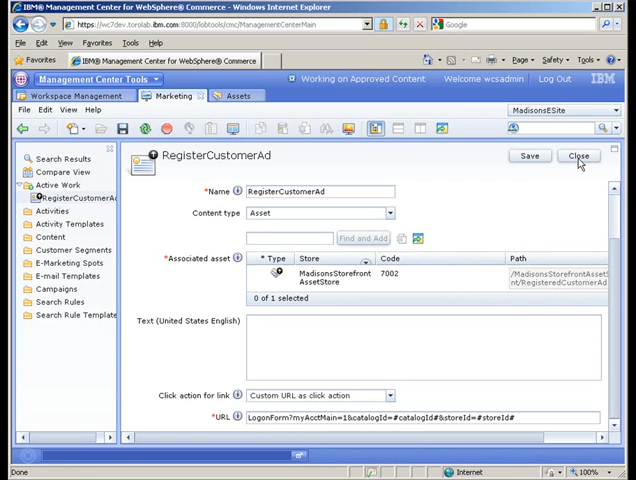 IBM® Management Center for WebSphere® Commerce - Windows Internet Explorer
https://wc7dev.torolab.ibm.com:8000/lobtools/cmc/ManagementCenterMain
Google
File Edit View Favorites Tools Help
Favorites IBM® Management Center for WebSphere® Commerce Page Safety Tools
Management Center Tools Working on Approved Content Welcome wcsadmin Log Out IBM
Workspace Management Marketing Assets
File Edit View Help MadisonsESite
Search Results
Compare View
Active Work
RegisterCustomerAd
Activities
Activity Templates
Content
Customer Segments
E-Marketing Spots
E-mail Templates
Campaigns
Search Rules
Search Rule Template
RegisterCustomerAd Save Close
*Name RegisterCustomerAd
Content type Asset
Find and Add
*Associated asset * Type Store Code Path
MadisonsStorefront 7002 /MadisonsStorefrontAssetS
AssetStore nt/RegisteredCustomerAd
0 of 1 selected
Text (United States English)
Click action for link Custom URL as click action
*URL LogonForm?myAcctMain=1&catalogId=#catalogId#&storeId=#storeId#
Done Internet 100%